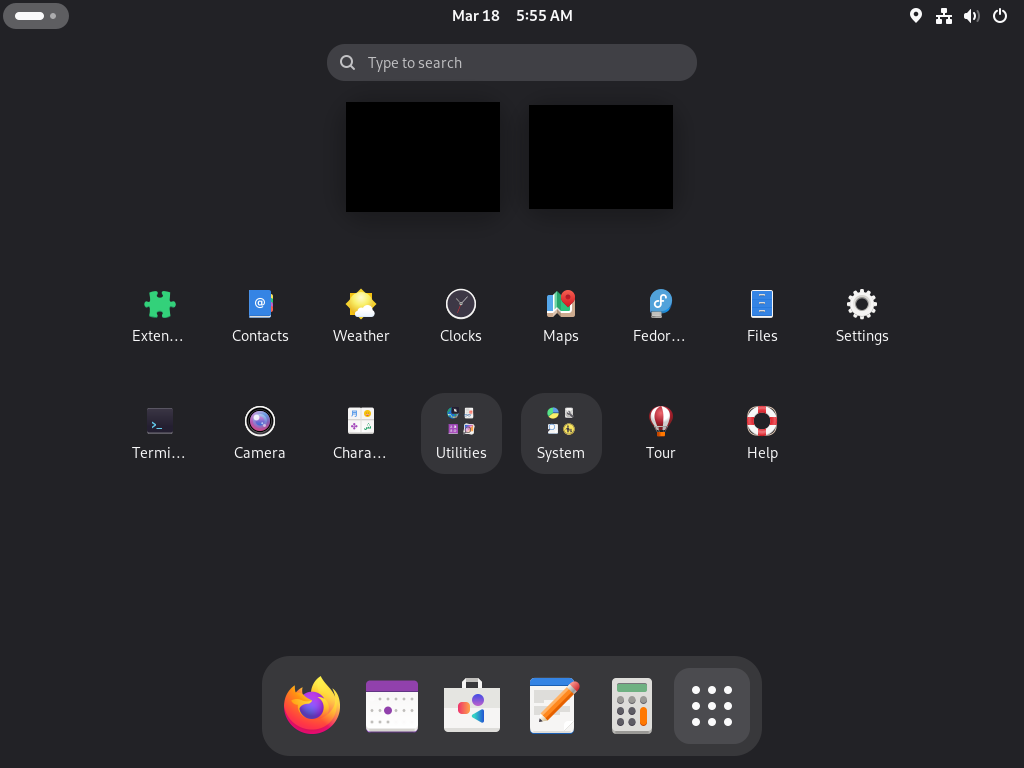 Mar 18 5:55 AM
Type to search
Exten... Contacts Weather Clocks Maps Fedor... Files Settings
Termi... Camera Chara... Utilities System Tour Help